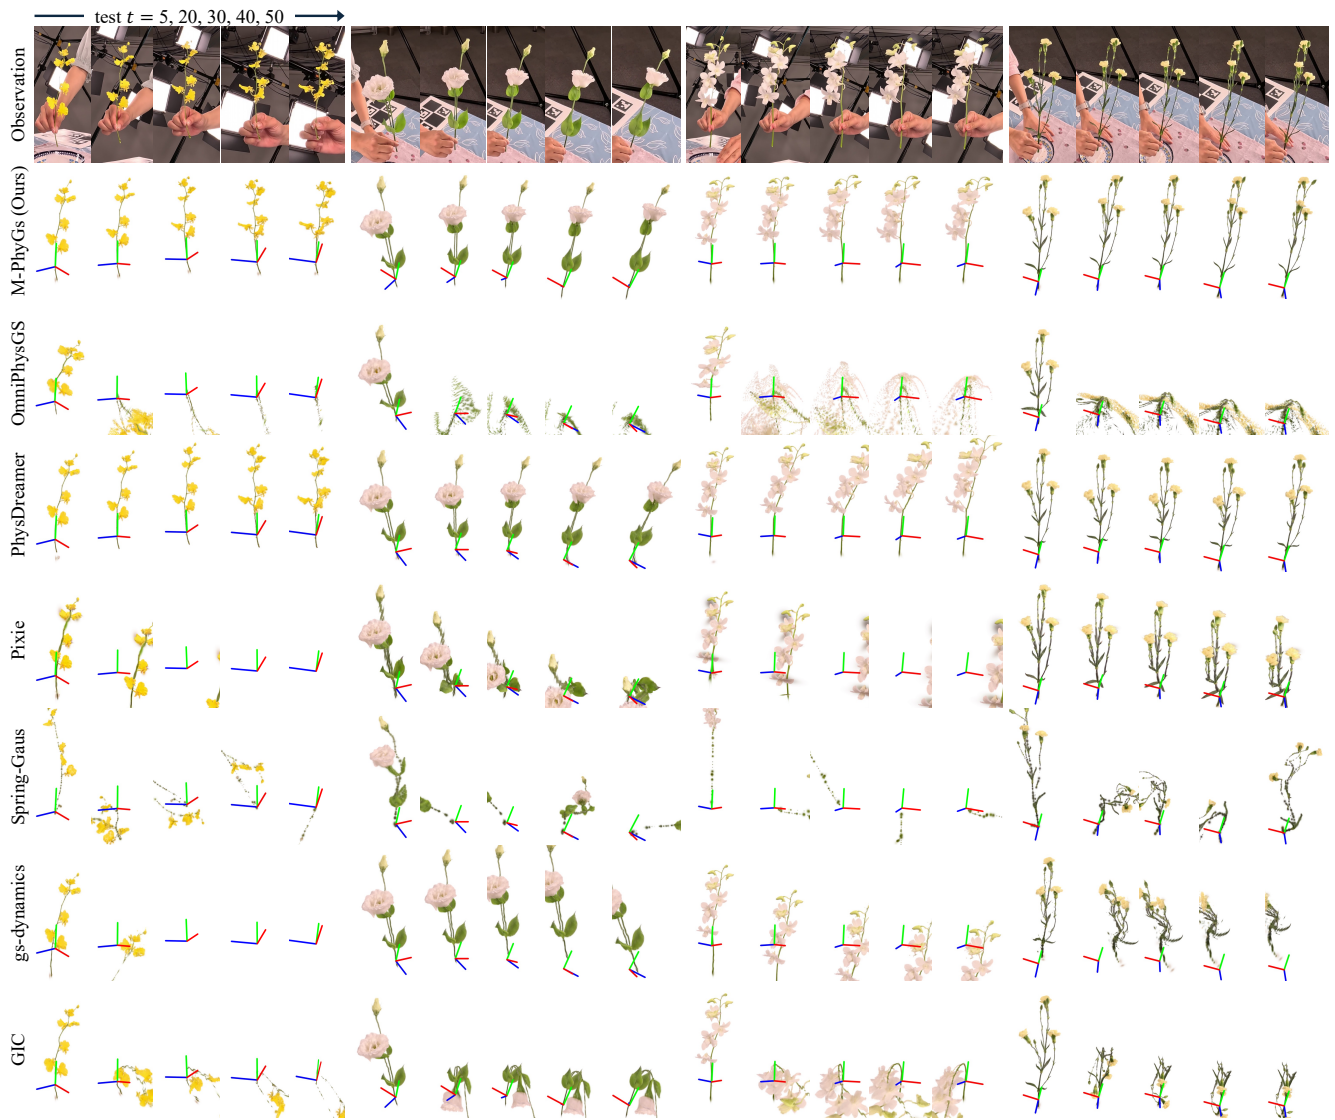 test t = 5, 20, 30, 40, 50
Observation
M-PhyGs (Ours)
OmniPhysGS
PhysDreamer
Pixie
Spring-Gaus
gs-dynamics
GIC